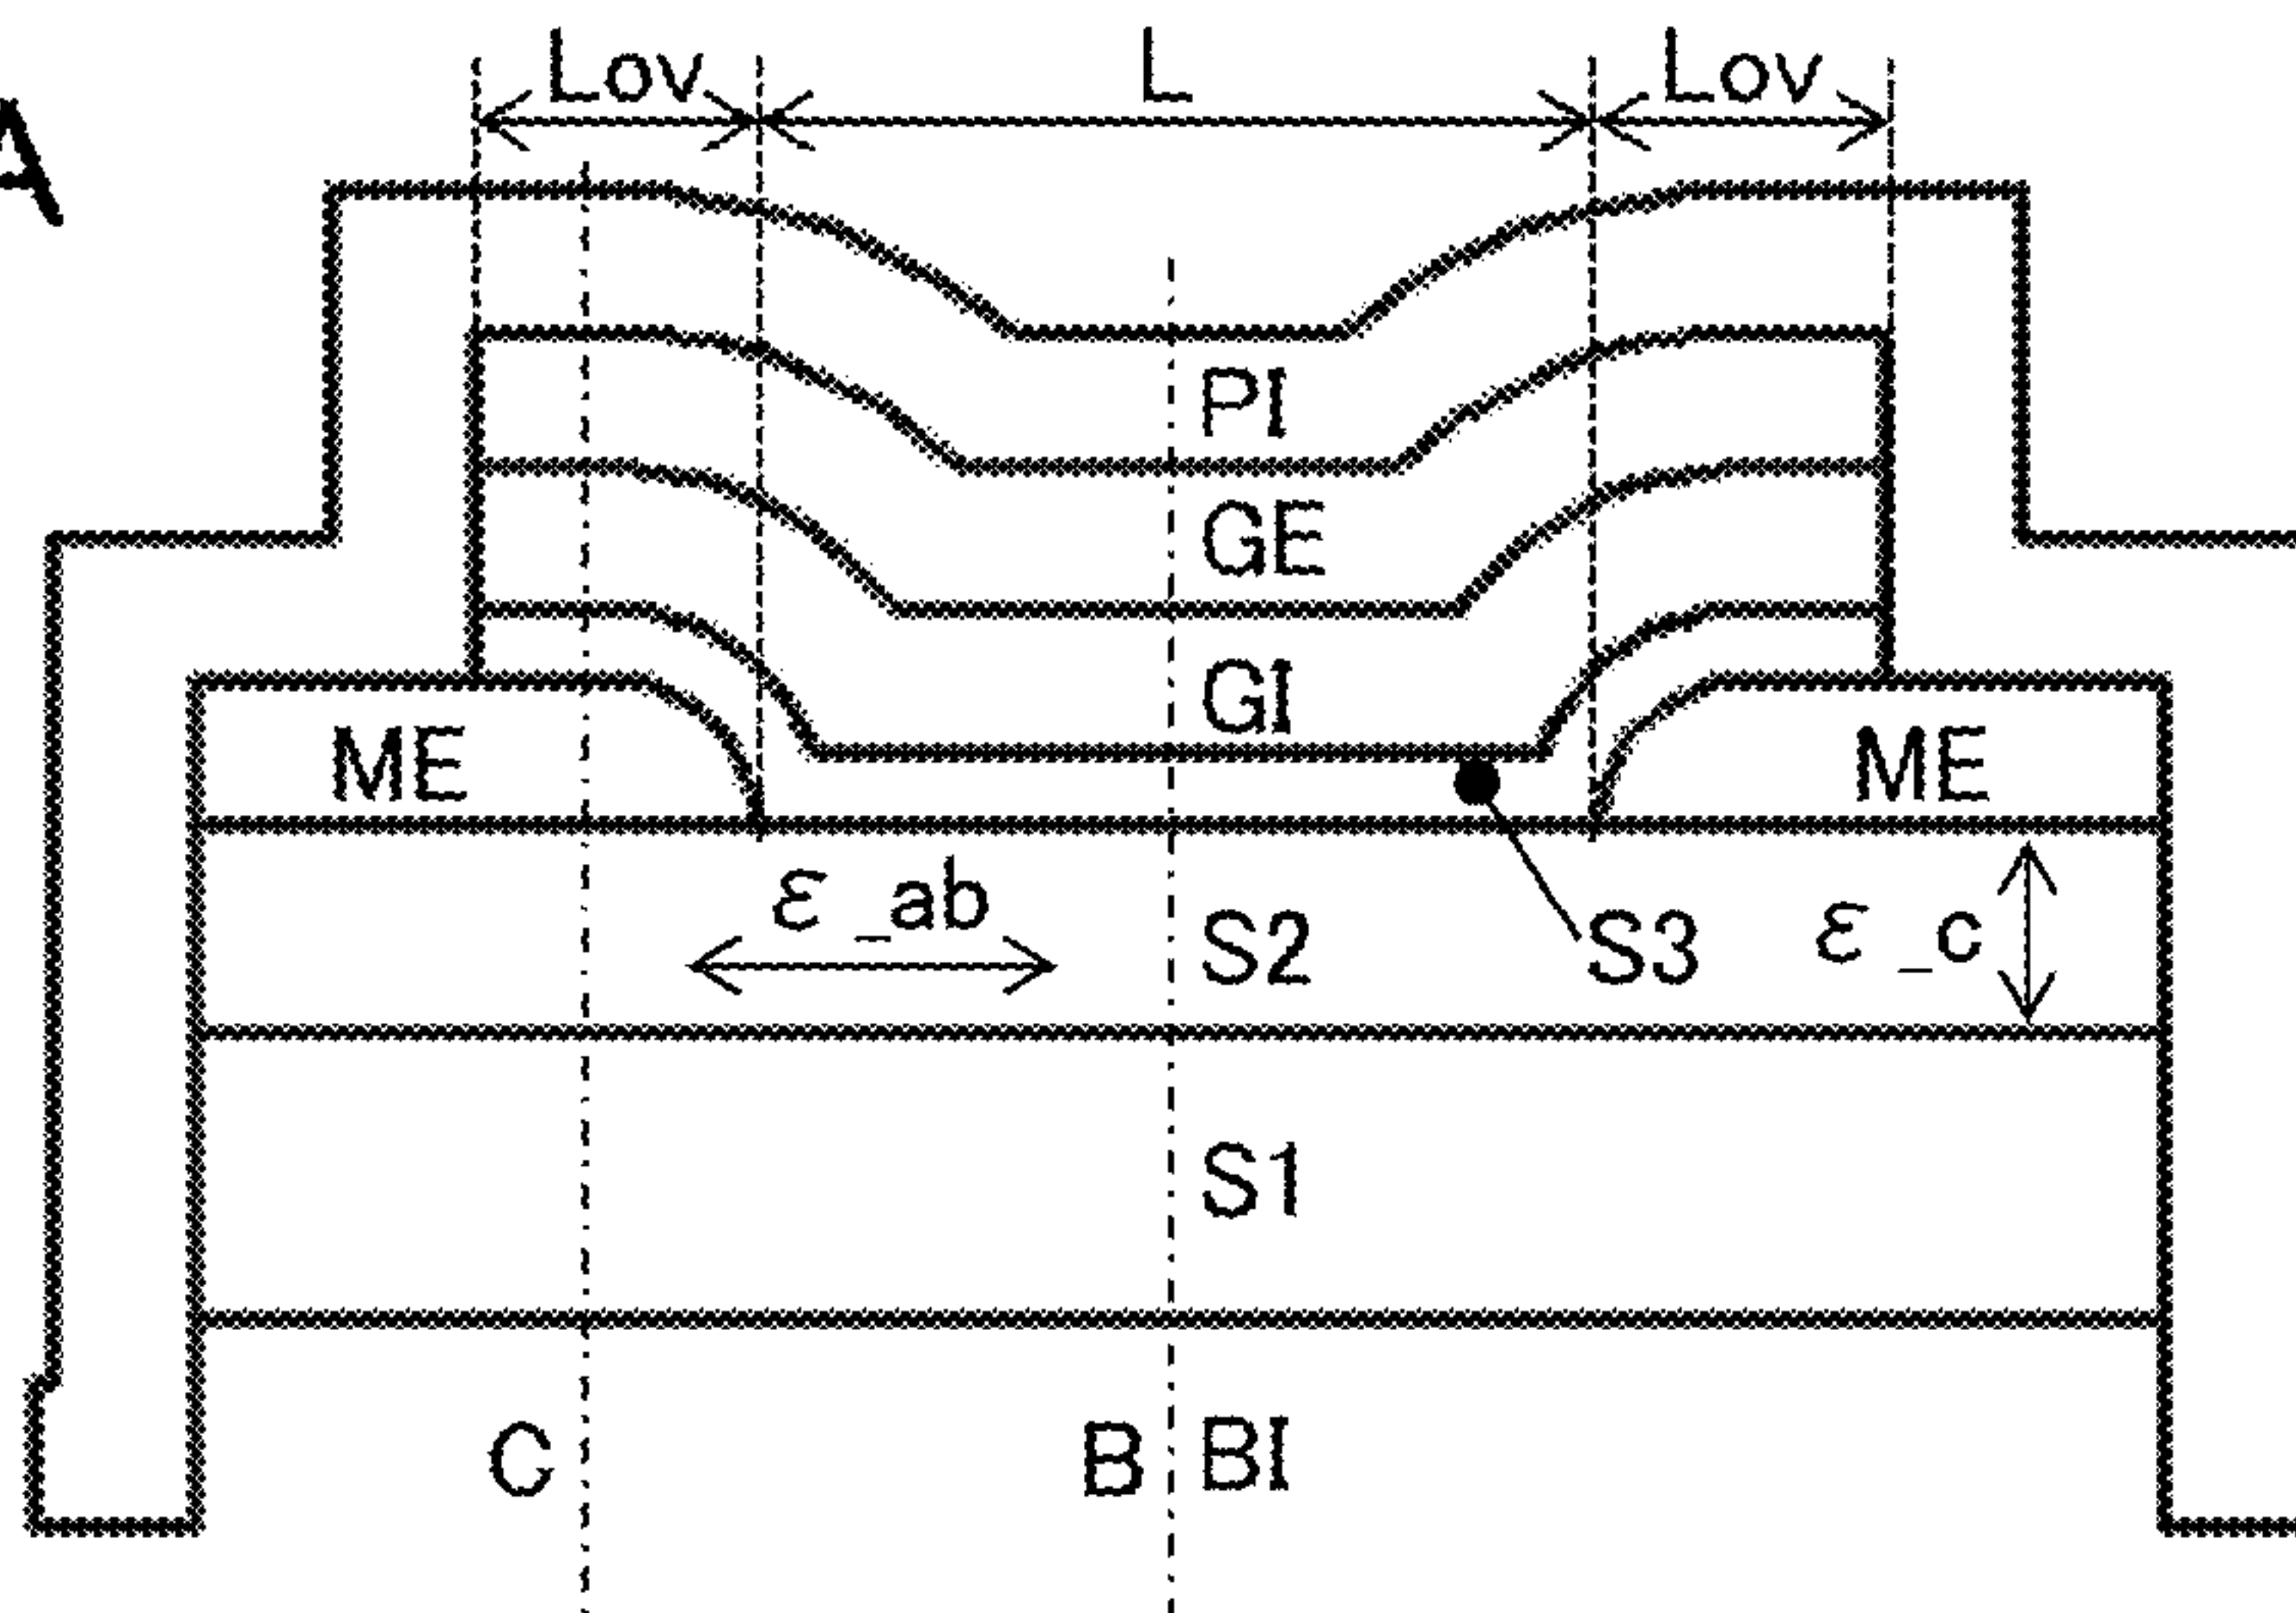 A
Lov L Lov
PI
GE
GI
ME ME
ε_ab S2 S3 ε_c
S1
C B BI